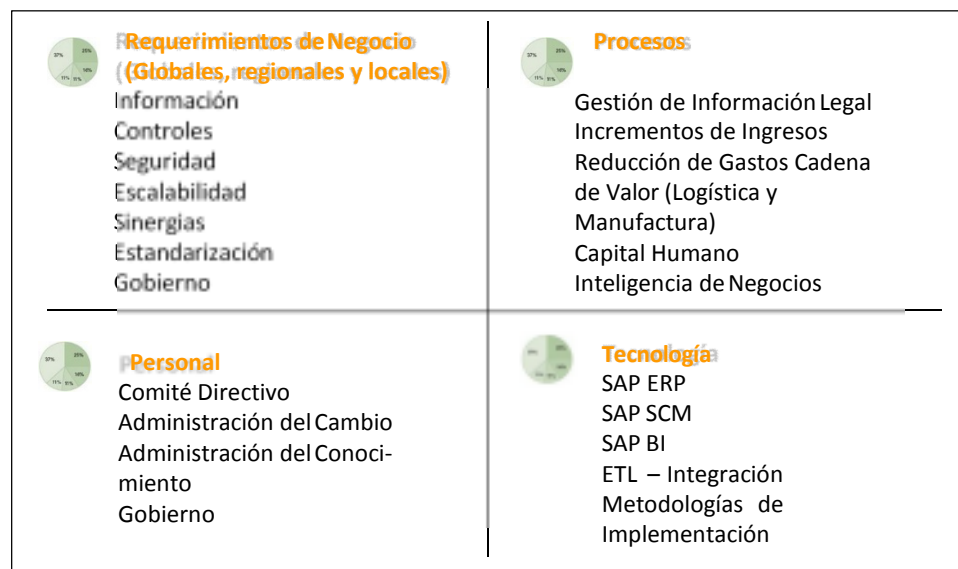 Requerimientos de Negocio
(Globales, regionales y locales)
Información
Controles
Seguridad
Escalabilidad
Sinergias
Estandarización
Gobierno
Procesos
Gestión de Información Legal
Incrementos de Ingresos
Reducción de Gastos Cadena
de Valor (Logística y
Manufactura)
Capital Humano
Inteligencia de Negocios
Personal
Comité Directivo
Administración del Cambio
Administración del Conoci-
miento
Gobierno
Tecnología
SAP ERP
SAP SCM
SAP BI
ETL – Integración
Metodologías de
Implementación